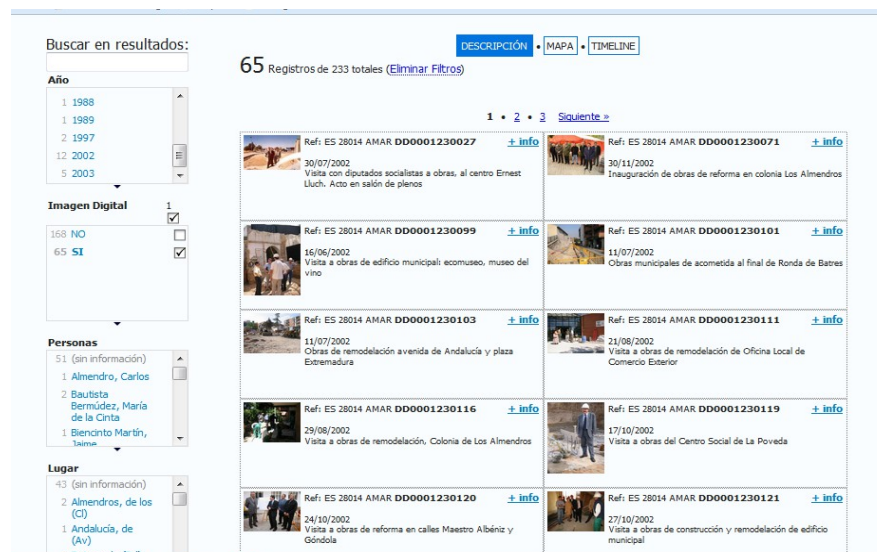 Buscar en resultados:
Año
1 1988
1 1989
2 1997
12 2002
5 2003
Imagen Digital 1
168 NO
65 SI
Personas
51 (sin información)
1 Almendro, Carlos
2 Bautista
Bermúdez, María
de la Cinta
1 Biencinto Martín,
Jaime
Lugar
43 (sin información)
2 Almendros, de los
(Cl)
1 Andalucía, de
(Av)
DESCRIPCIÓN • MAPA • TIMELINE
65 Registros de 233 totales (Eliminar Filtros)
1 • 2 • 3 Siguiente »
Ref: ES 28014 AMAR DD0001230027 + info
30/07/2002
Visita con diputados socialistas a obras, al centro Ernest
Lluch. Acto en salón de plenos
Ref: ES 28014 AMAR DD0001230071 + info
30/11/2002
Inauguración de obras de reforma en colonia Los Almendros
Ref: ES 28014 AMAR DD0001230099 + info
16/06/2002
Visita a obras de edificio municipal: ecomuseo, museo del
vino
Ref: ES 28014 AMAR DD0001230101 + info
11/07/2002
Obras municipales de acometida al final de Ronda de Batres
Ref: ES 28014 AMAR DD0001230103 + info
11/07/2002
Obras de remodelación avenida de Andalucía y plaza
Extremadura
Ref: ES 28014 AMAR DD0001230111 + info
21/08/2002
Visita a obras de remodelación de Oficina Local de
Comercio Exterior
Ref: ES 28014 AMAR DD0001230116 + info
29/08/2002
Visita a obras de remodelación, Colonia de Los Almendros
Ref: ES 28014 AMAR DD0001230119 + info
17/10/2002
Visita a obras del Centro Social de La Poveda
Ref: ES 28014 AMAR DD0001230120 + info
24/10/2002
Visita a obras de reforma en calles Maestro Albéniz y
Góndola
Ref: ES 28014 AMAR DD0001230121 + info
27/10/2002
Visita a obras de construcción y remodelación de edificio
municipal